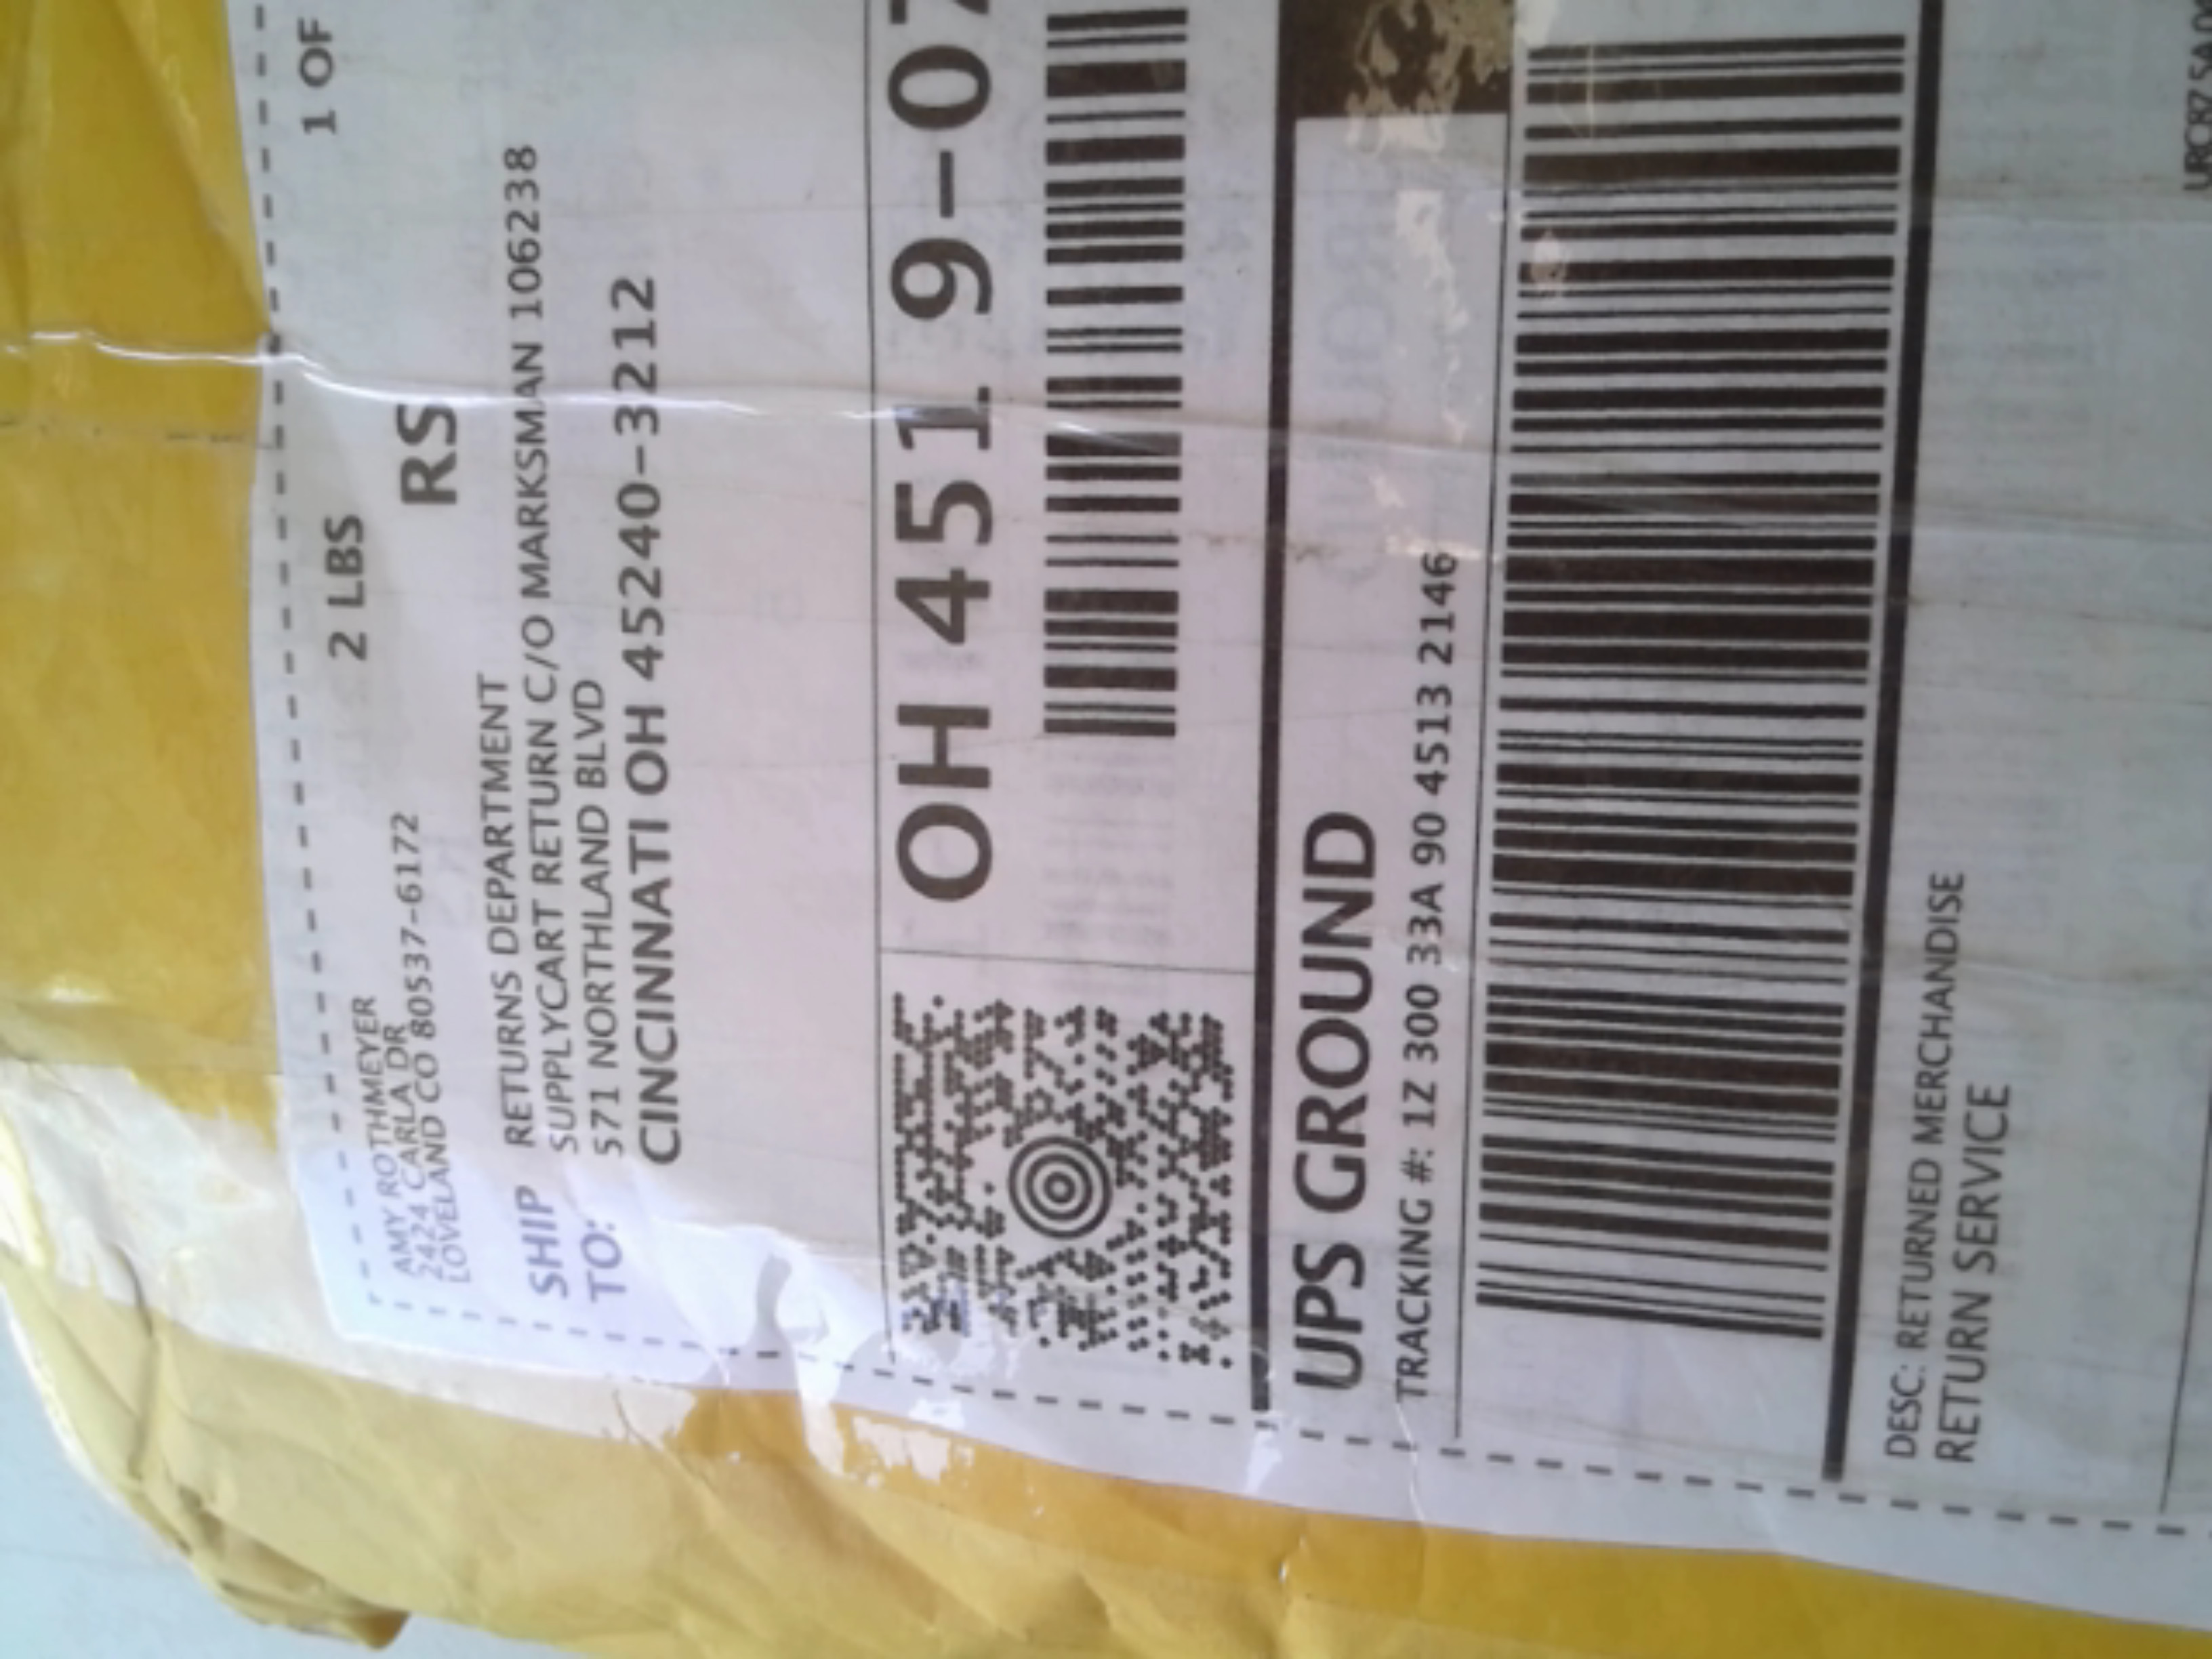 2 LBS
1 OF
AMY ROTHMEYER
2424 CARLA DR
LOVELAND CO 80537-6172
RS
SHIP
TO:
RETURNS DEPARTMENT
SUPPLYCART RETURN C/O MARKSMAN 106238
571 NORTHLAND BLVD
CINCINNATI OH 45240-3212
OH 451 9-07
UPS GROUND
TRACKING #: 1Z 300 33A 90 4513 2146
DESC: RETURNED MERCHANDISE
RETURN SERVICE